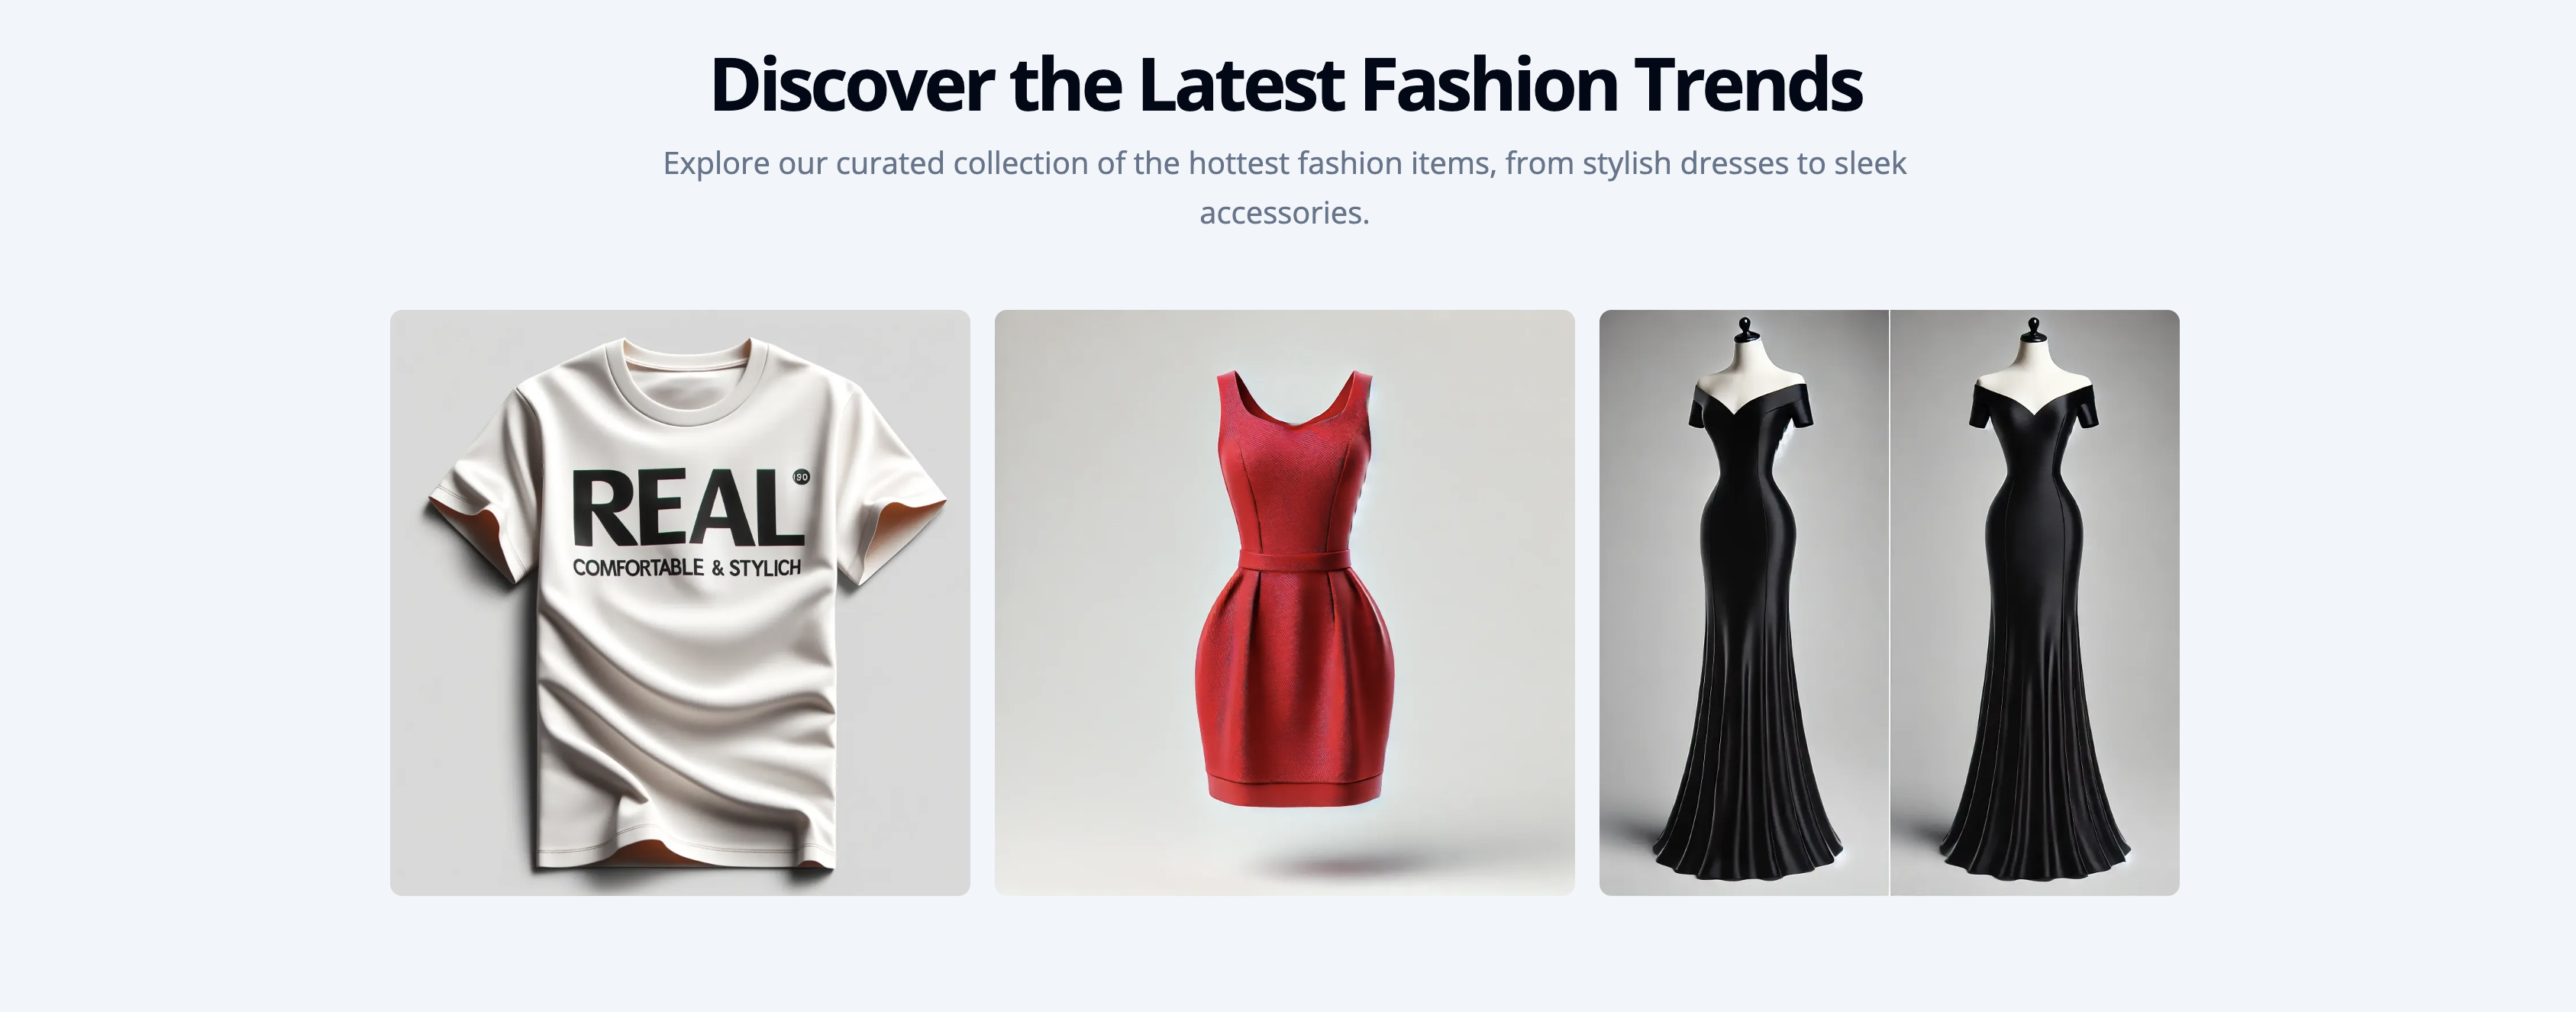 Discover the Latest Fashion Trends
Explore our curated collection of the hottest fashion items, from stylish dresses to sleek
accessories.
REAL
COMFORTABLE & STYLICH